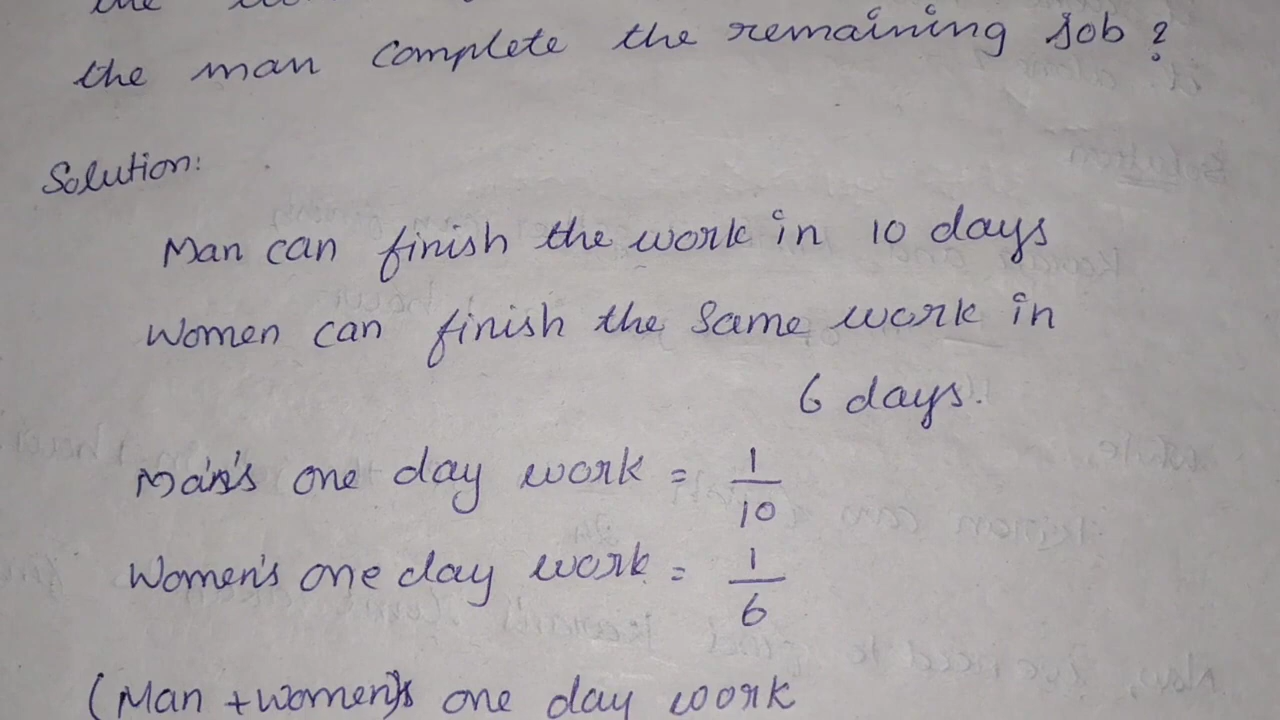 the
the man complete the remaining job?
Solution:
Man can finish the work in 10 days
Women can finish the same work in
6 days.
Man's one day work = 1/10
Women's one day work = 1/6
(Man + women)'s one day work